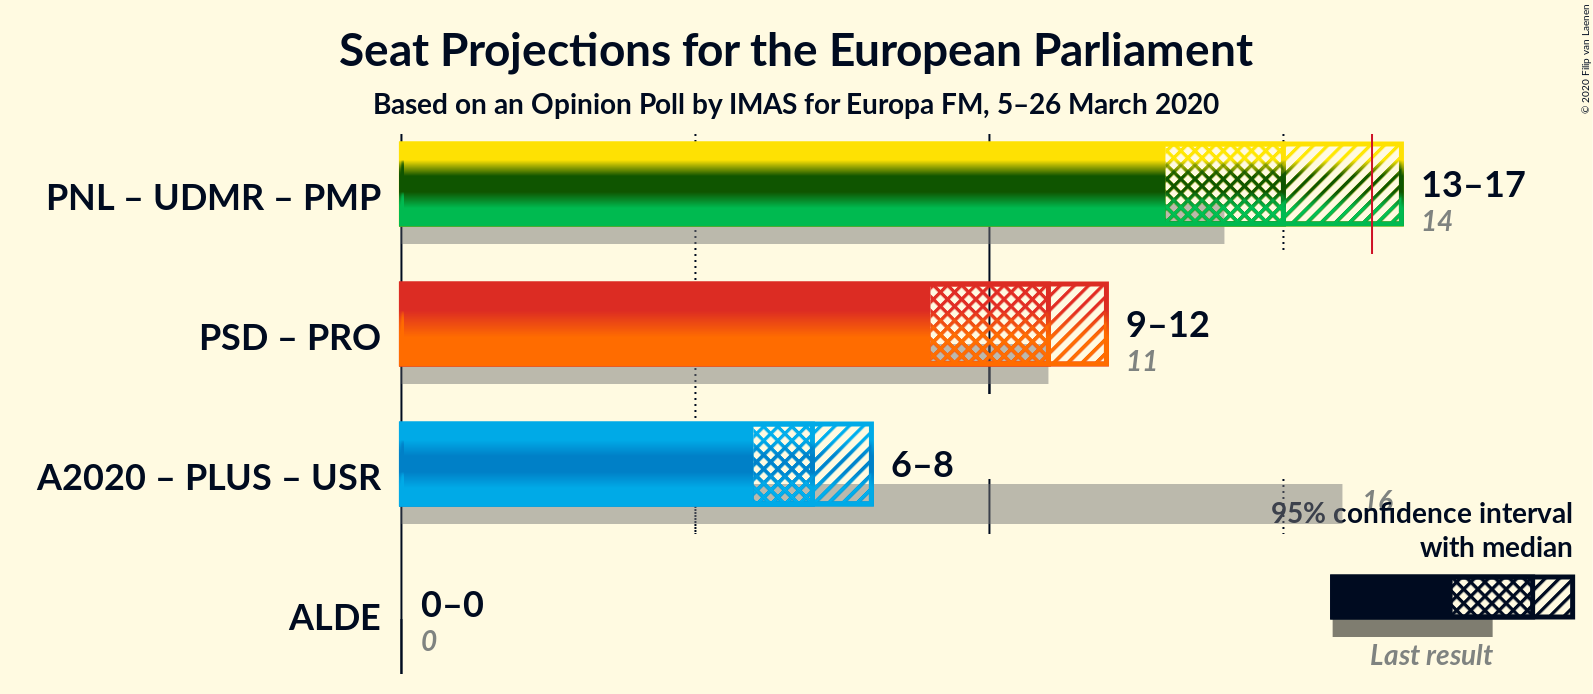 Seat Projections for the European Parliament
Based on an Opinion Poll by IMAS for Europa FM, 5–26 March 2020
© 2020 Filip van Laenen
PNL – UDMR – PMP
13–17
14
PSD – PRO
9–12
11
A2020 – PLUS – USR
6–8
16
95% confidence interval
with median
Last result
ALDE
0–0
0